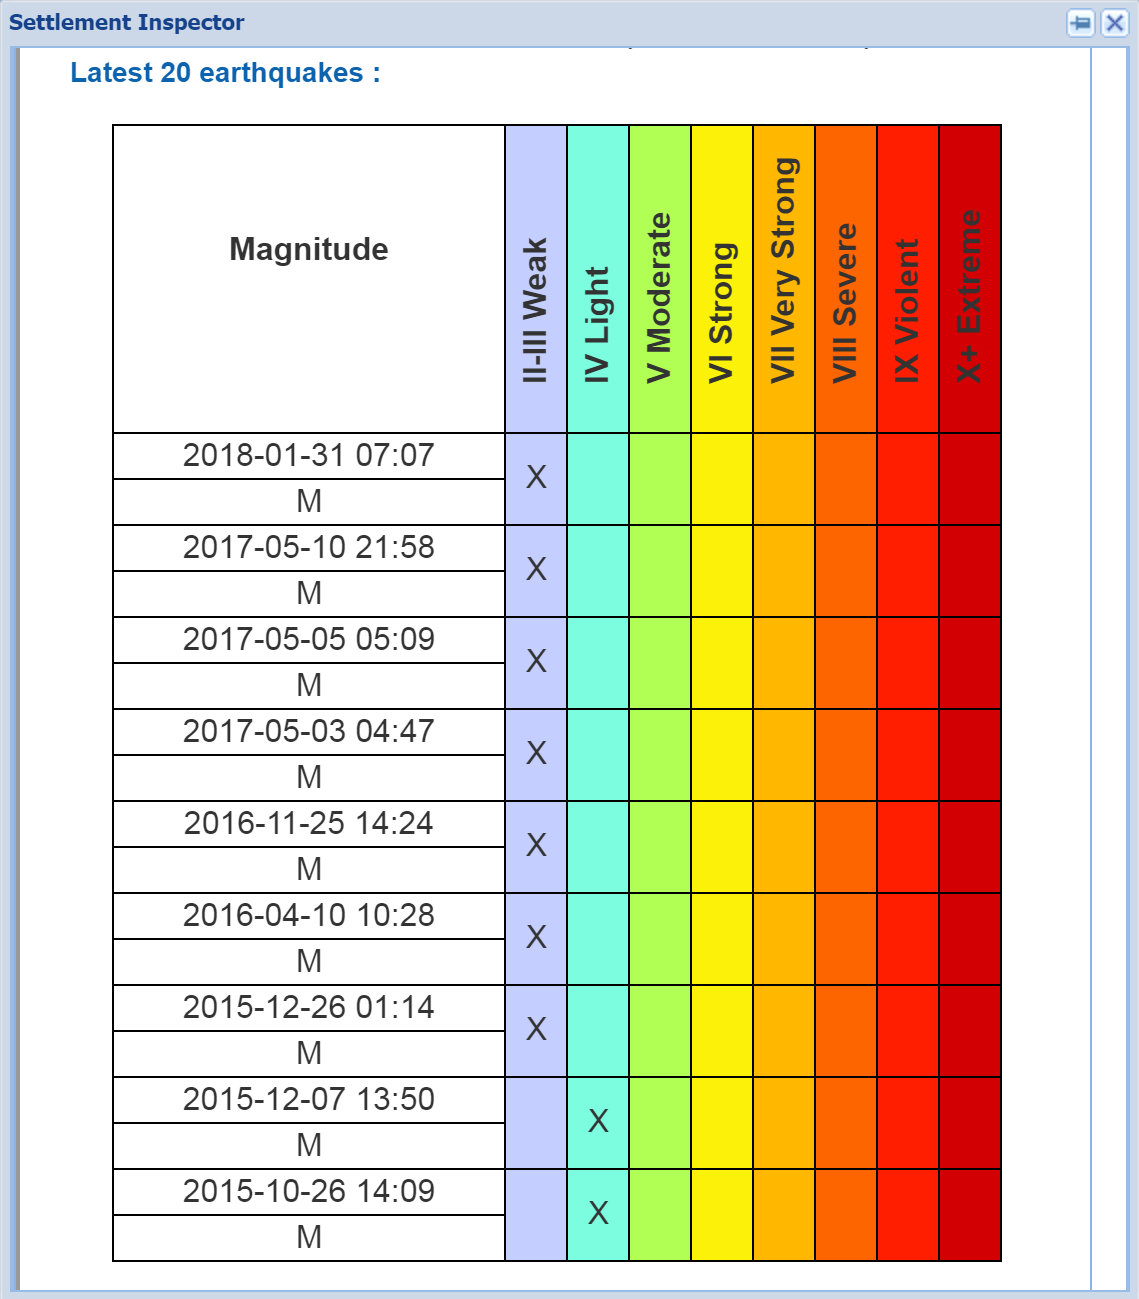 Settlement Inspector
Latest 20 earthquakes :
Magnitude
II-III Weak
IV Light
V Moderate
VI Strong
VII Very Strong
VIII Severe
IX Violent
X+ Extreme
2018-01-31 07:07
X
M
2017-05-10 21:58
X
M
2017-05-05 05:09
X
M
2017-05-03 04:47
X
M
2016-11-25 14:24
X
M
2016-04-10 10:28
X
M
2015-12-26 01:14
X
M
2015-12-07 13:50
X
M
2015-10-26 14:09
X
M